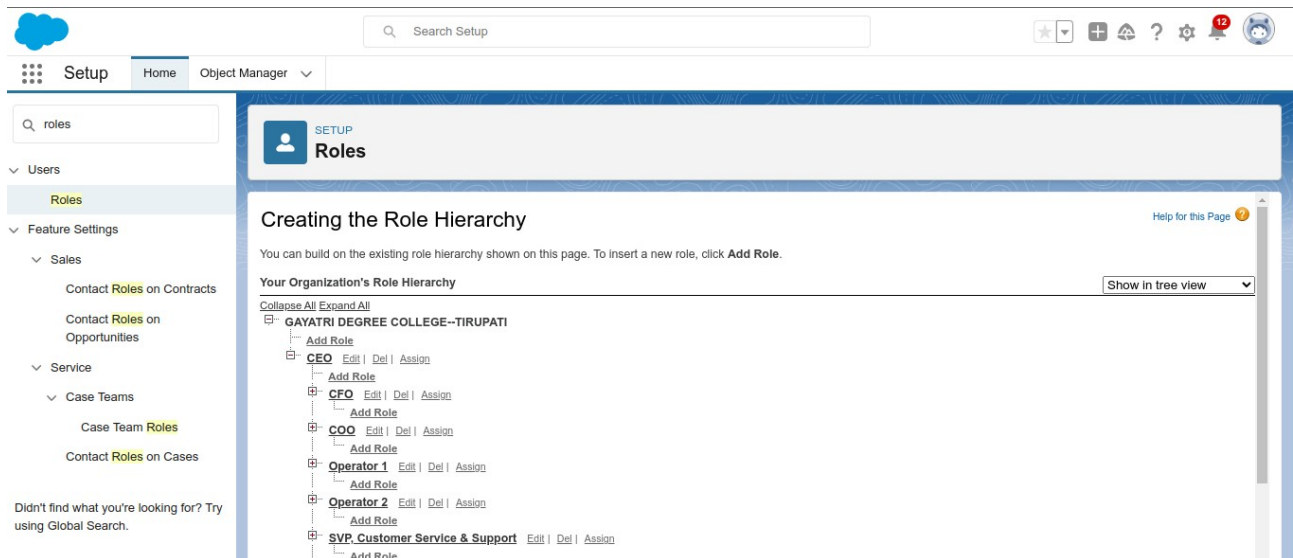 Search Setup
12
Setup
Home
Object Manager
roles
Users
Roles
Feature Settings
Sales
Contact Roles on Contracts
Contact Roles on
Opportunities
Service
Case Teams
Case Team Roles
Contact Roles on Cases
Didn't find what you're looking for? Try
using Global Search.
SETUP
Roles
Creating the Role Hierarchy
Help for this Page ?
You can build on the existing role hierarchy shown on this page. To insert a new role, click Add Role.
Your Organization's Role Hierarchy
Show in tree view
Collapse All Expand All
GAYATRI DEGREE COLLEGE--TIRUPATI
Add Role
CEO Edit | Del | Assign
Add Role
CFO Edit | Del | Assign
Add Role
COO Edit | Del | Assign
Add Role
Operator 1 Edit | Del | Assign
Add Role
Operator 2 Edit | Del | Assign
Add Role
SVP, Customer Service & Support Edit | Del | Assign
Add Role